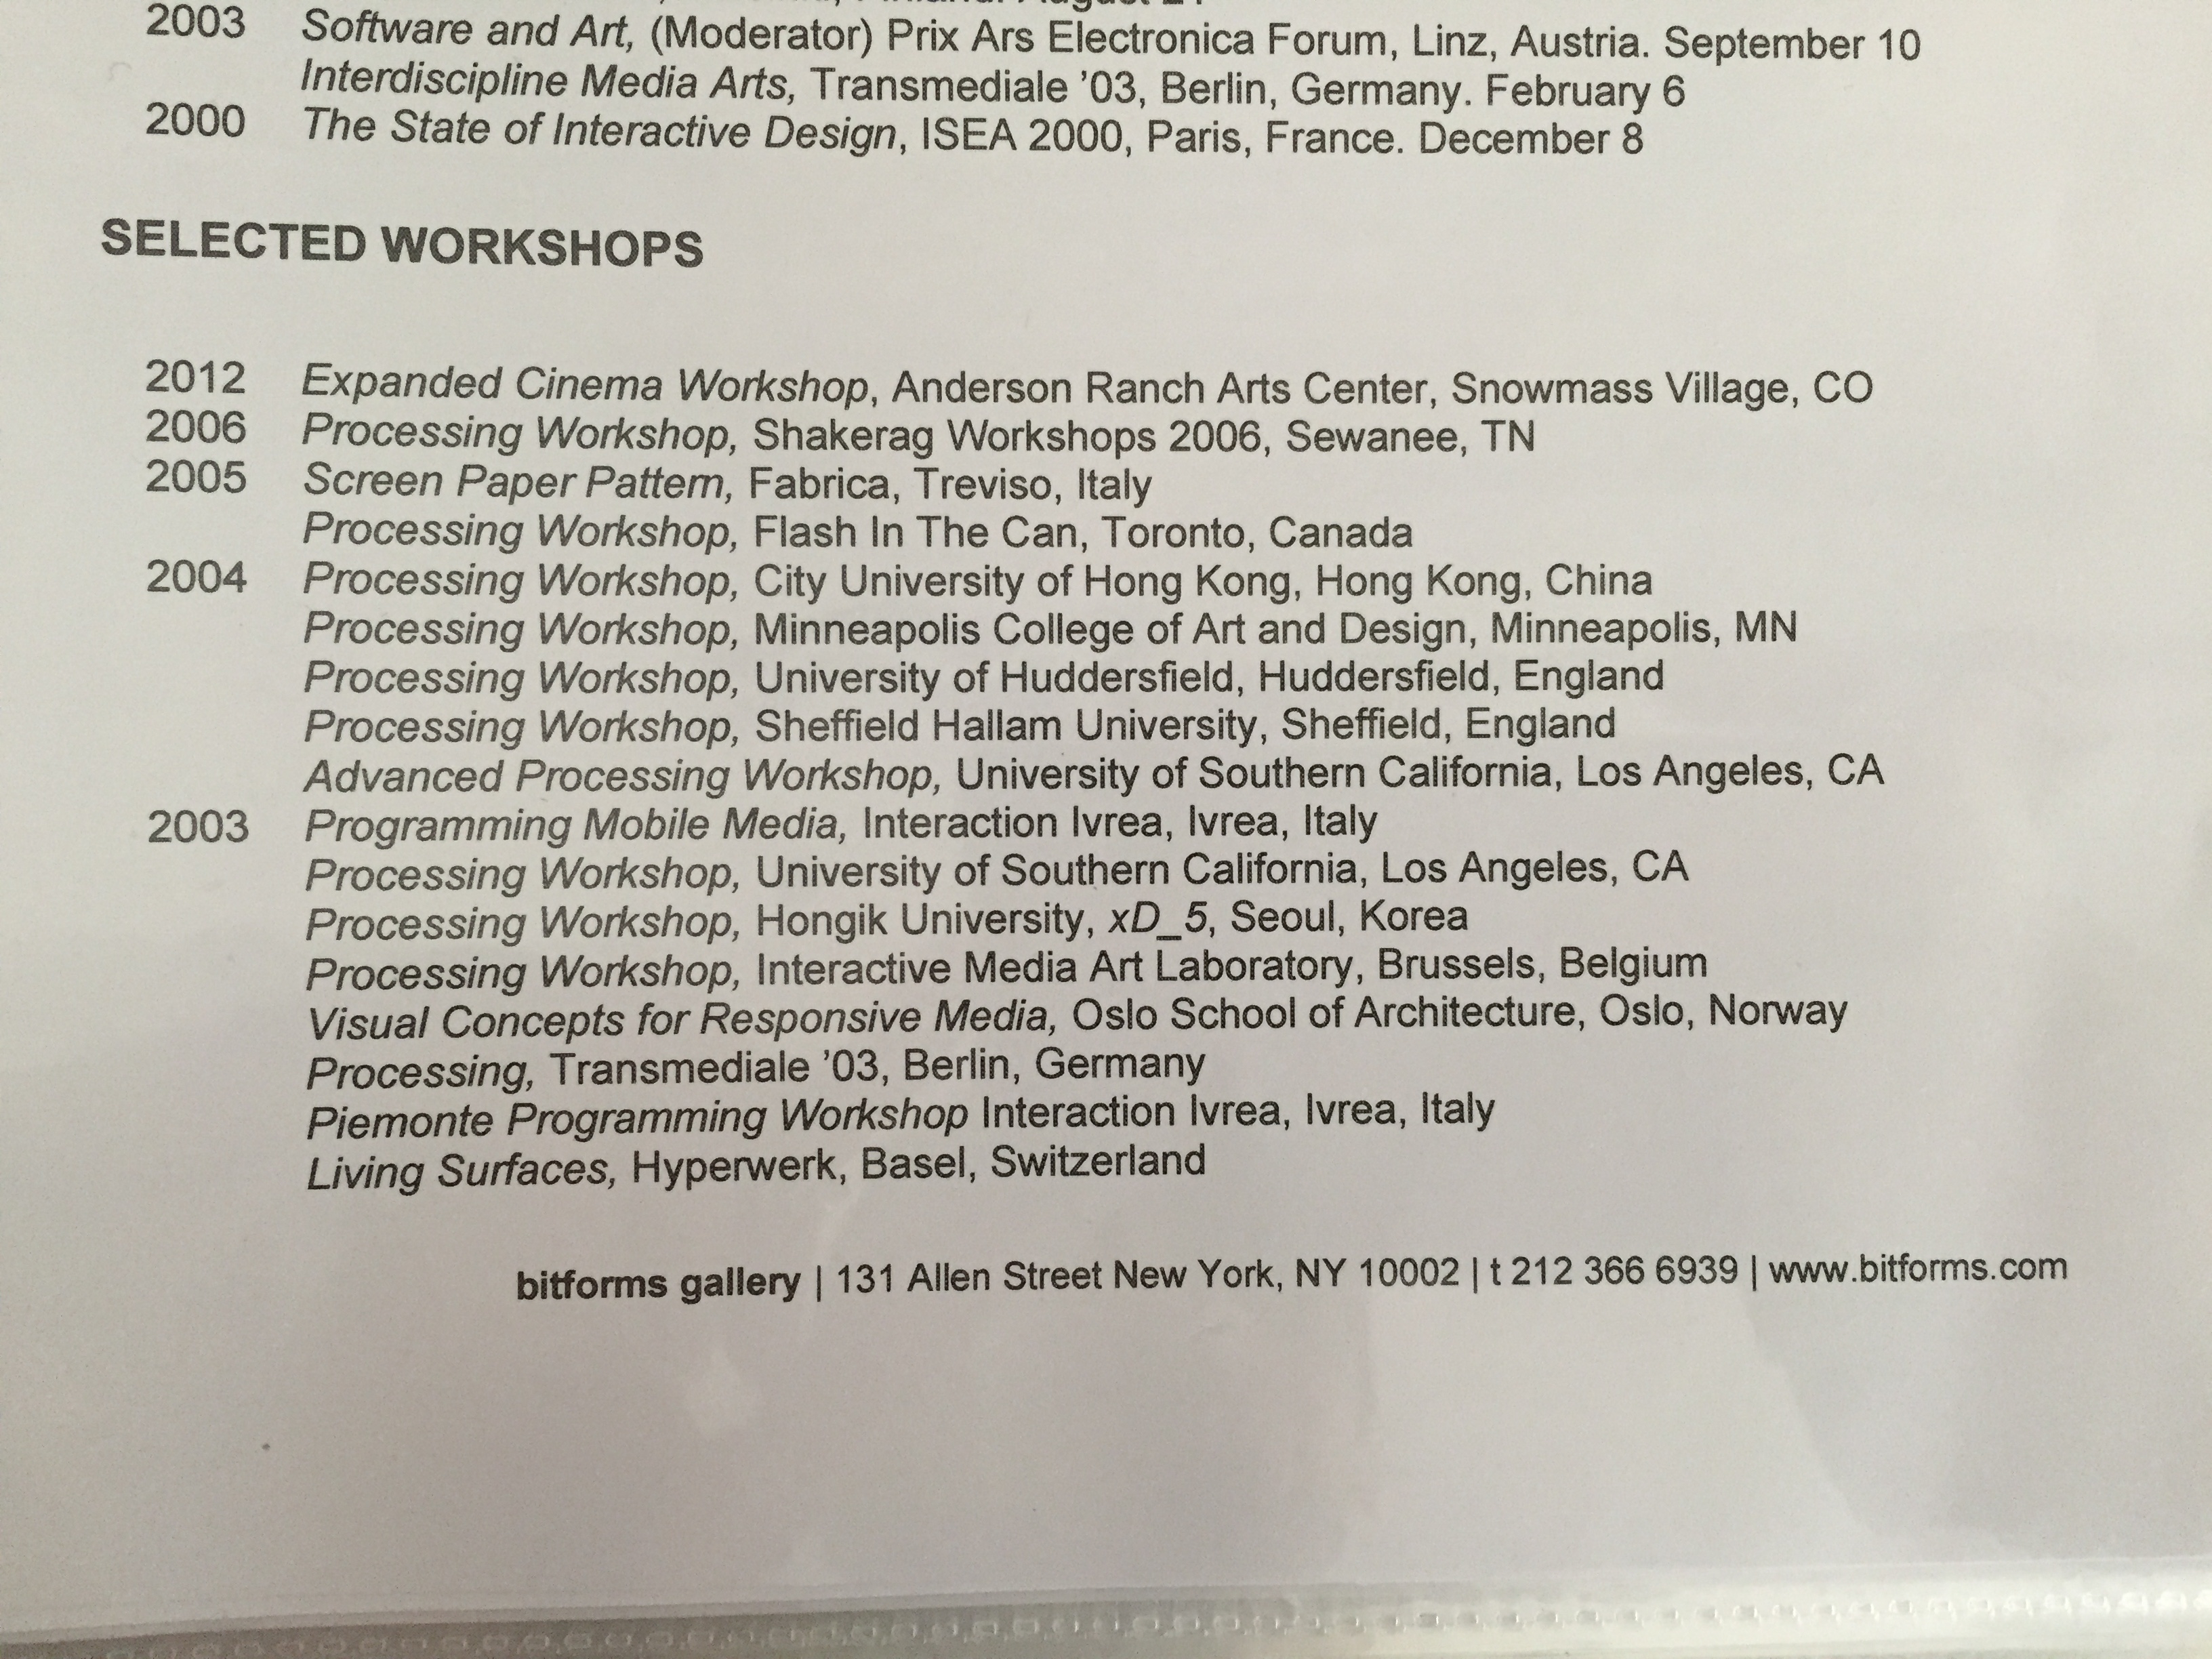 2003 Software and Art, (Moderator) Prix Ars Electronica Forum, Linz, Austria. September 10
Interdiscipline Media Arts, Transmediale '03, Berlin, Germany. February 6
2000 The State of Interactive Design, ISEA 2000, Paris, France. December 8
SELECTED WORKSHOPS
2012 Expanded Cinema Workshop, Anderson Ranch Arts Center, Snowmass Village, CO
2006 Processing Workshop, Shakerag Workshops 2006, Sewanee, TN
2005 Screen Paper Pattern, Fabrica, Treviso, Italy
Processing Workshop, Flash In The Can, Toronto, Canada
2004 Processing Workshop, City University of Hong Kong, Hong Kong, China
Processing Workshop, Minneapolis College of Art and Design, Minneapolis, MN
Processing Workshop, University of Huddersfield, Huddersfield, England
Processing Workshop, Sheffield Hallam University, Sheffield, England
Advanced Processing Workshop, University of Southern California, Los Angeles, CA
2003 Programming Mobile Media, Interaction Ivrea, Ivrea, Italy
Processing Workshop, University of Southern California, Los Angeles, CA
Processing Workshop, Hongik University, xD_5, Seoul, Korea
Processing Workshop, Interactive Media Art Laboratory, Brussels, Belgium
Visual Concepts for Responsive Media, Oslo School of Architecture, Oslo, Norway
Processing, Transmediale '03, Berlin, Germany
Piemonte Programming Workshop Interaction Ivrea, Ivrea, Italy
Living Surfaces, Hyperwerk, Basel, Switzerland
bitforms gallery | 131 Allen Street New York, NY 10002 | t 212 366 6939 | www.bitforms.com